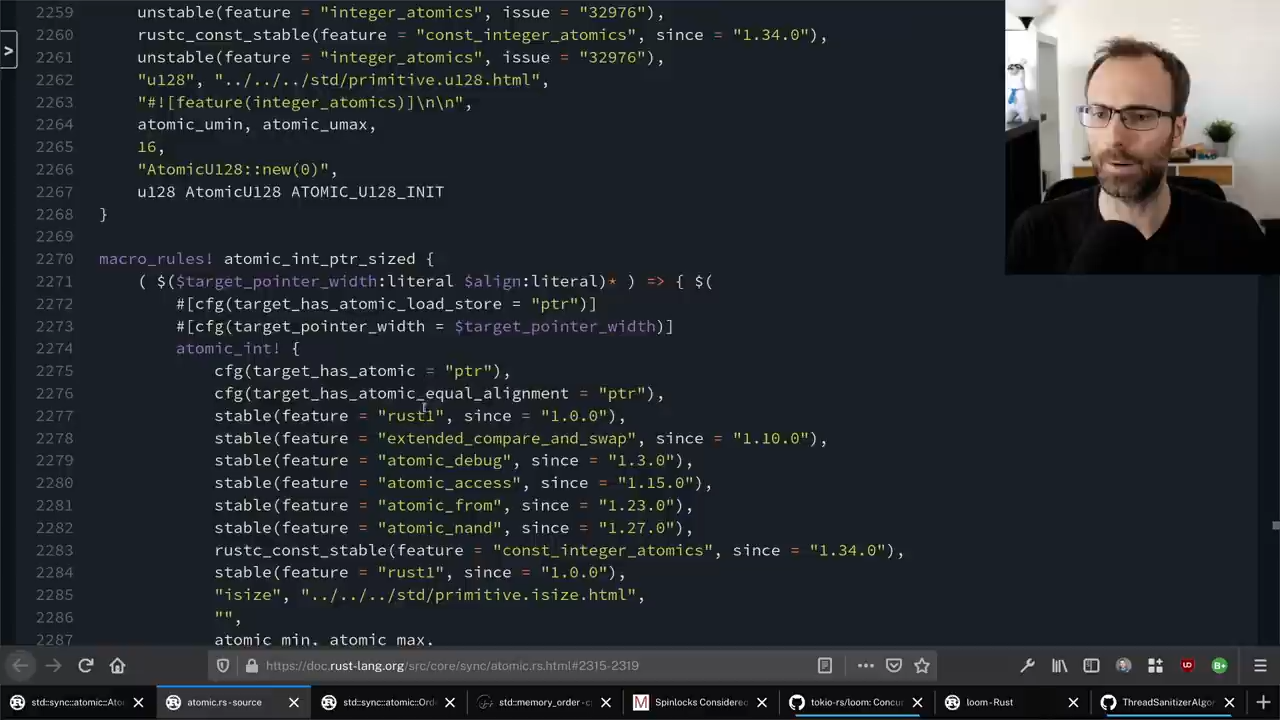 2259 unstable(feature = "integer_atomics", issue = "32976"),
2260 rustc_const_stable(feature = "const_integer_atomics", since = "1.34.0"),
2261 unstable(feature = "integer_atomics", issue = "32976"),
2262 "u128", "../../../std/primitive.u128.html",
2263 "#![feature(integer_atomics)]\n\n",
2264 atomic_umin, atomic_umax,
2265 16,
2266 "AtomicU128::new(0)",
2267 u128 AtomicU128 ATOMIC_U128_INIT
2268 }
2269
2270 macro_rules! atomic_int_ptr_sized {
2271 ( $($target_pointer_width:literal $align:literal)* ) => { $(
2272 #[cfg(target_has_atomic_load_store = "ptr")]
2273 #[cfg(target_pointer_width = $target_pointer_width)]
2274 atomic_int! {
2275 cfg(target_has_atomic = "ptr"),
2276 cfg(target_has_atomic_equal_alignment = "ptr"),
2277 stable(feature = "rust1", since = "1.0.0"),
2278 stable(feature = "extended_compare_and_swap", since = "1.10.0"),
2279 stable(feature = "atomic_debug", since = "1.3.0"),
2280 stable(feature = "atomic_access", since = "1.15.0"),
2281 stable(feature = "atomic_from", since = "1.23.0"),
2282 stable(feature = "atomic_nand", since = "1.27.0"),
2283 rustc_const_stable(feature = "const_integer_atomics", since = "1.34.0"),
2284 stable(feature = "rust1", since = "1.0.0"),
2285 "isize", "../../../std/primitive.isize.html",
2286 "",
2287 atomic_min, atomic_max,
https://doc.rust-lang.org/src/core/sync/atomic.rs.html#2315-2319
std::sync::atomic::Ato
atomic.rs - source
std::sync::atomic::Ord
std::memory_order - c
Spinlocks Considered
tokio-rs/loom: Concur
loom - Rust
ThreadSanitizerAlgor